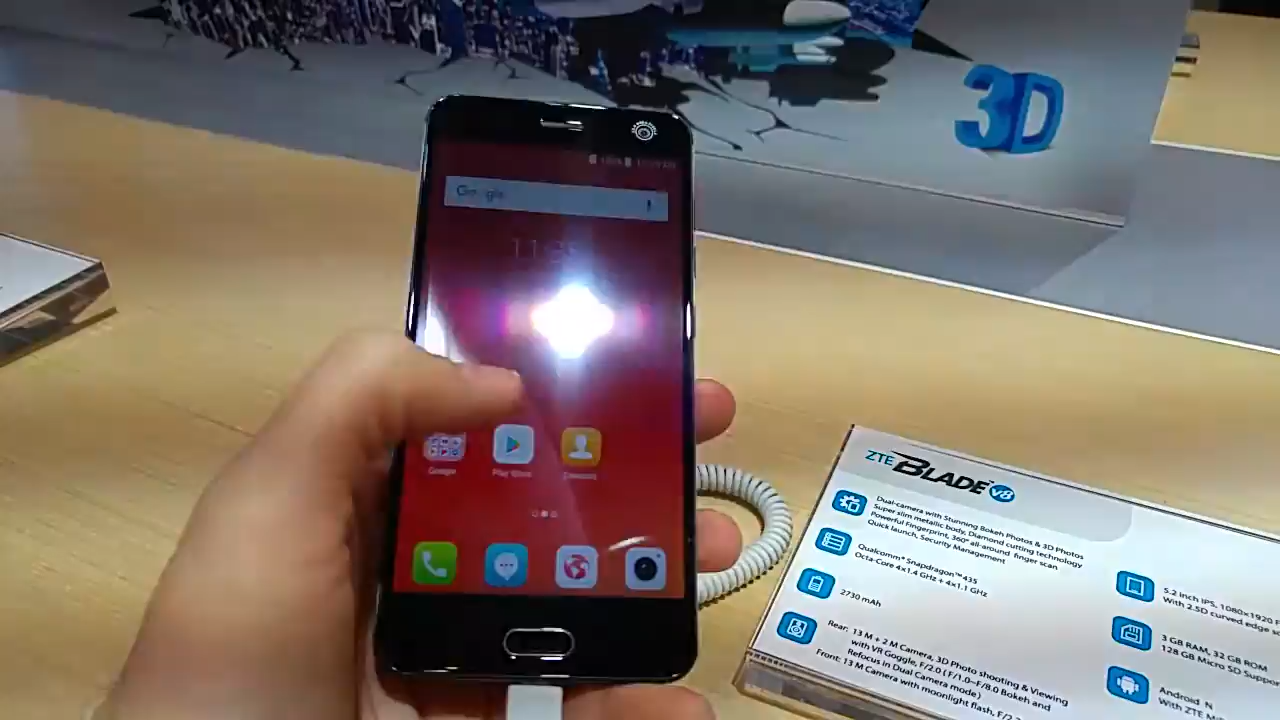 3D
Google
11:
Google
Play Store
ZTE BLADE V8
Dual-camera with Stunning Bokeh Photos & 3D Photos
Super slim metallic body, Diamond cutting technology
Powerful Fingerprint, 360° all-around finger scan
Quick launch, Security Management
Qualcomm® Snapdragon™ 435
Octa-Core 4x1.4 GHz + 4x1.1 GHz
2730 mAh
Rear: 13 M + 2 M Camera, 3D Photo shooting & Viewing
with VR Goggle, F/2.0 ( F/1.0~F/8.0 Bokeh and
Refocus in Dual Camera mode)
Front: 13 M Camera with moonlight flash,
5.2 inch IPS, 1080×1920
With 2.5D curved edge
3 GB RAM, 32 GB ROM
128 GB Micro SD
Android N
With ZTE